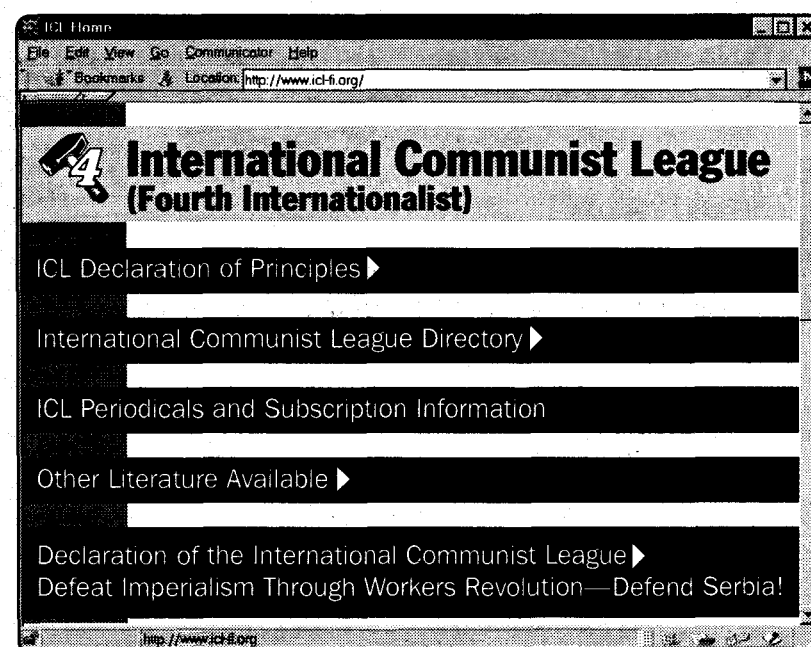 ICL Home
File Edit View Go Communicator Help
Bookmarks Location: http://www.icl-fi.org/
4 International Communist League
(Fourth Internationalist)
ICL Declaration of Principles
International Communist League Directory
ICL Periodicals and Subscription Information
Other Literature Available
Declaration of the International Communist League
Defeat Imperialism Through Workers Revolution—Defend Serbia!
http://www.icl-fi.org